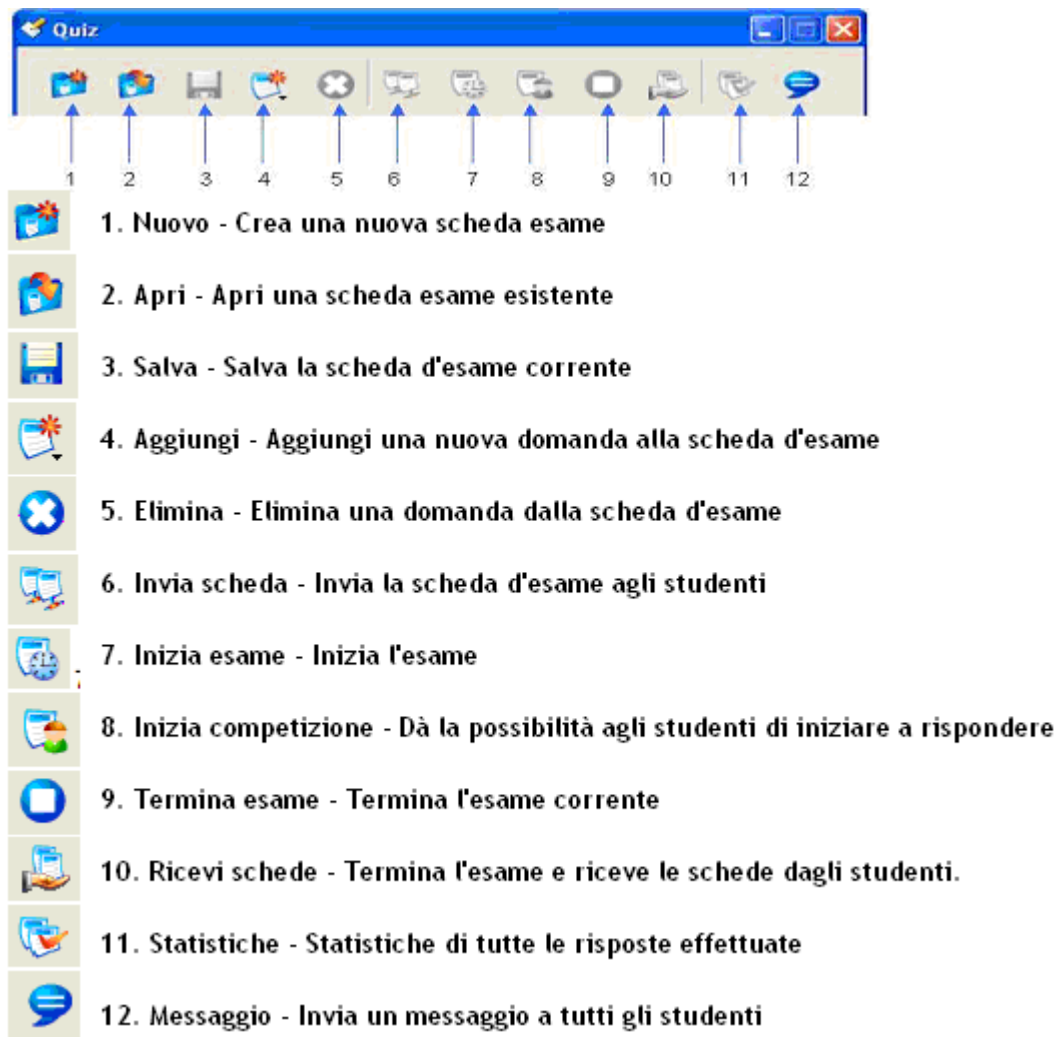 Quiz
1 2 3 4 5 6 7 8 9 10 11 12
1. Nuovo - Crea una nuova scheda esame
2. Apri - Apri una scheda esame esistente
3. Salva - Salva la scheda d'esame corrente
4. Aggiungi - Aggiungi una nuova domanda alla scheda d'esame
5. Elimina - Elimina una domanda dalla scheda d'esame
6. Invia scheda - Invia la scheda d'esame agli studenti
7. Inizia esame - Inizia l'esame
8. Inizia competizione - Dà la possibilità agli studenti di iniziare a rispondere
9. Termina esame - Termina l'esame corrente
10. Ricevi schede - Termina l'esame e riceve le schede dagli studenti.
11. Statistiche - Statistiche di tutte le risposte effettuate
12. Messaggio - Invia un messaggio a tutti gli studenti